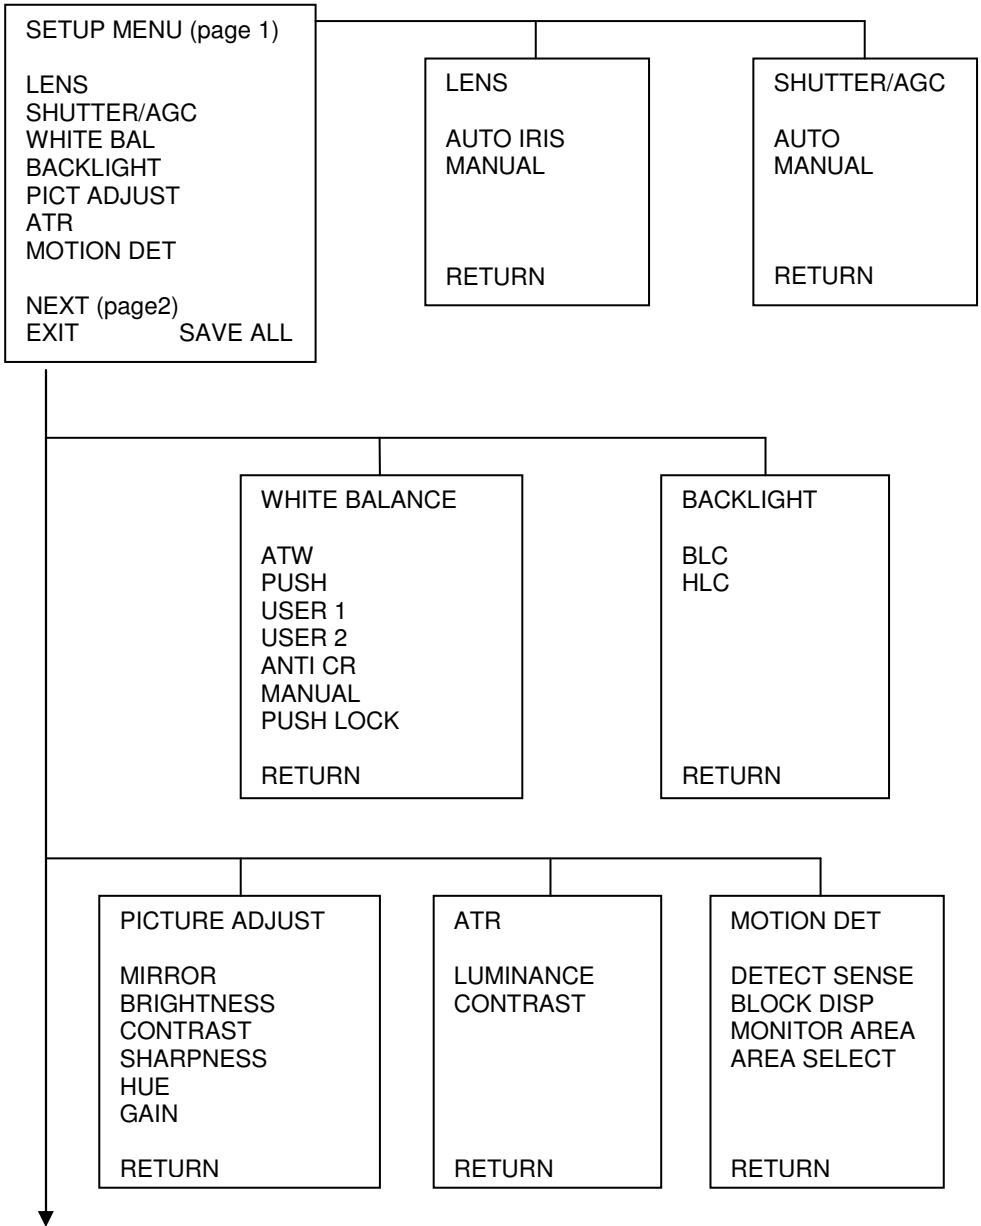 SETUP MENU (page 1)
LENS
SHUTTER/AGC
WHITE BAL
BACKLIGHT
PICT ADJUST
ATR
MOTION DET
NEXT (page2)
EXIT SAVE ALL
LENS
AUTO IRIS
MANUAL
RETURN
SHUTTER/AGC
AUTO
MANUAL
RETURN
WHITE BALANCE
ATW
PUSH
USER 1
USER 2
ANTI CR
MANUAL
PUSH LOCK
RETURN
BACKLIGHT
BLC
HLC
RETURN
PICTURE ADJUST
MIRROR
BRIGHTNESS
CONTRAST
SHARPNESS
HUE
GAIN
RETURN
ATR
LUMINANCE
CONTRAST
RETURN
MOTION DET
DETECT SENSE
BLOCK DISP
MONITOR AREA
AREA SELECT
RETURN